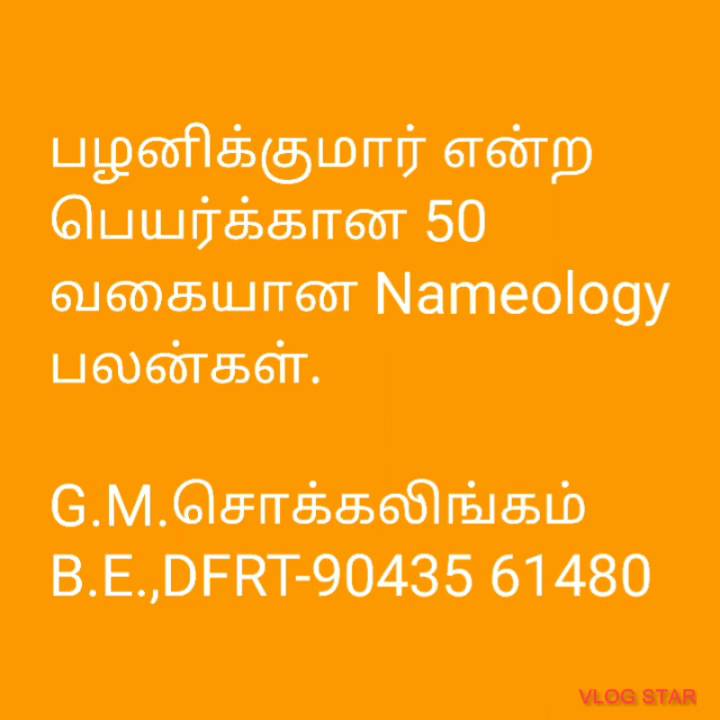 பழனிக்குமார் என்ற
பெயர்க்கான 50
வகையான Nameology
பலன்கள்.
G.M.சொக்கலிங்கம்
B.E.,DFRT-90435 61480
VLOG STAR